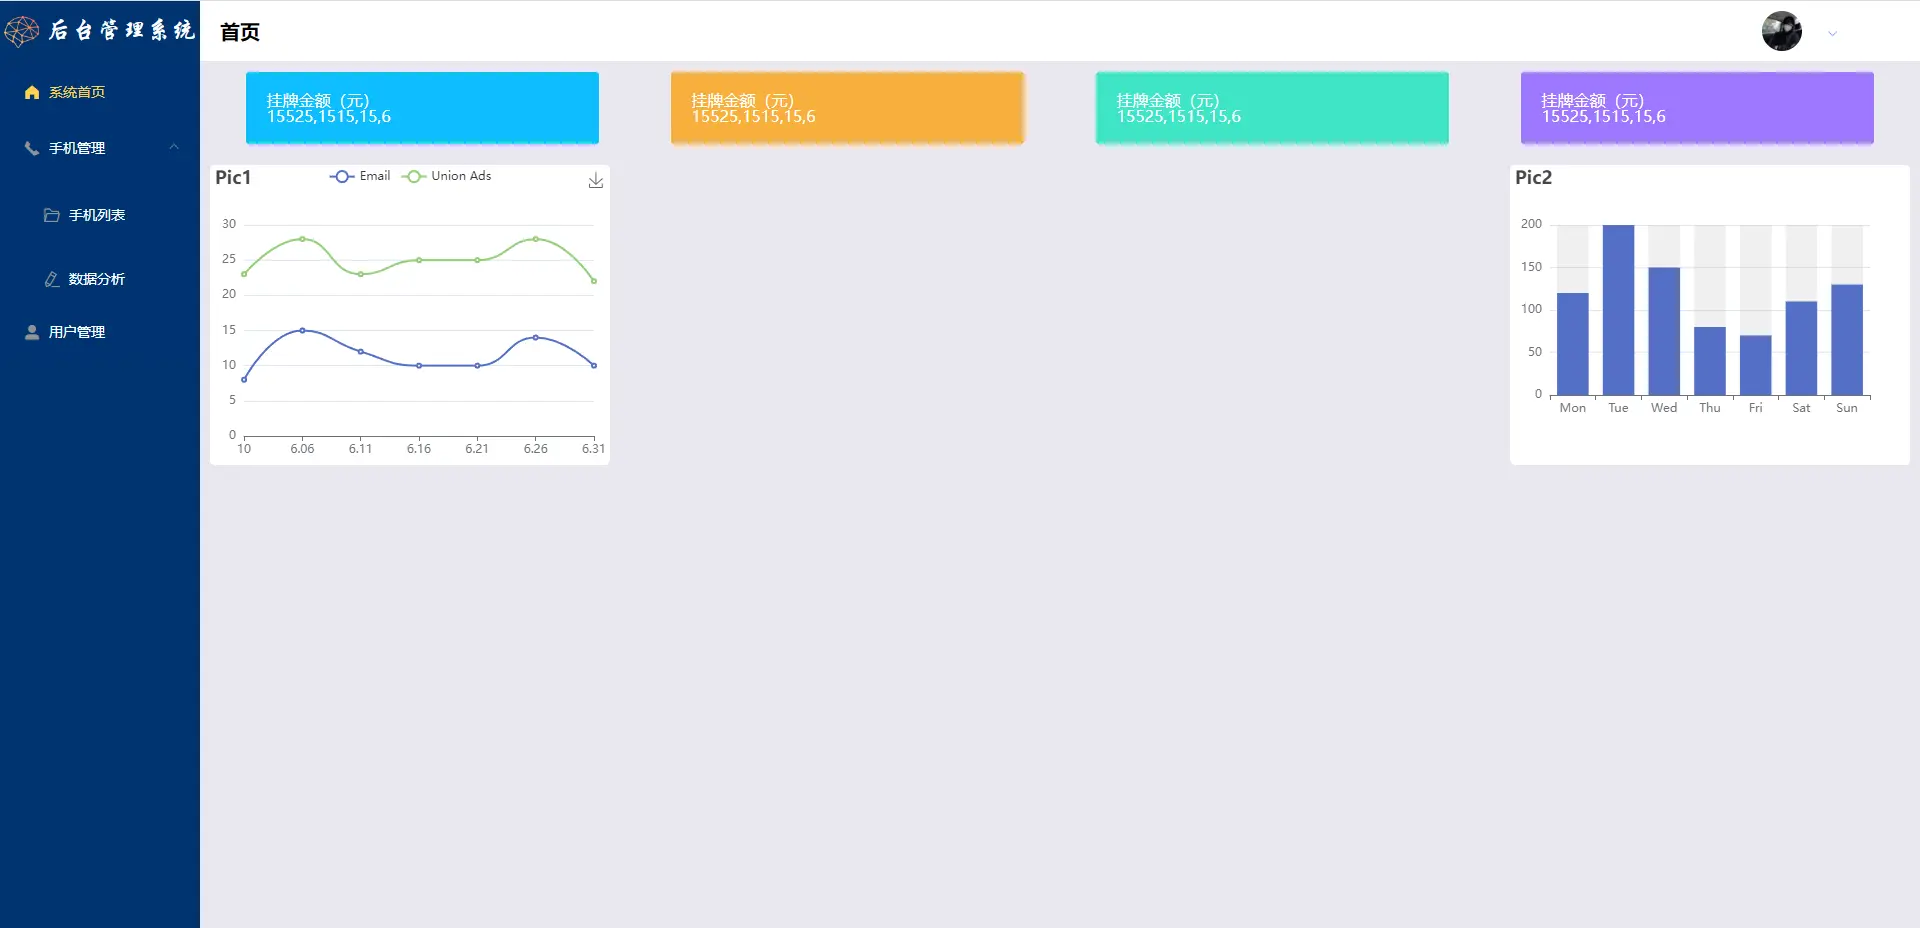 后台管理系统
首页
系统首页
手机管理
手机列表
数据分析
用户管理
挂牌金额（元）
15525,1515,15,6
挂牌金额（元）
15525,1515,15,6
挂牌金额（元）
15525,1515,15,6
挂牌金额（元）
15525,1515,15,6
Pic1
Email Union Ads
30
25
20
15
10
5
0
10 6.06 6.11 6.16 6.21 6.26 6.31
Pic2
200
150
100
50
0
Mon Tue Wed Thu Fri Sat Sun